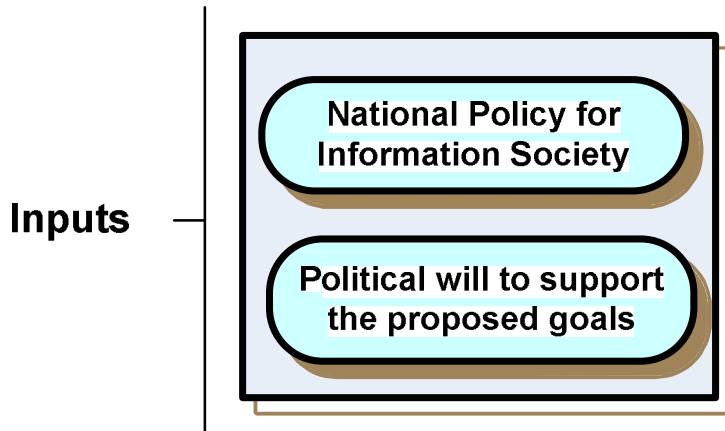 National Policy for
Information Society
Inputs
Political will to support
the proposed goals